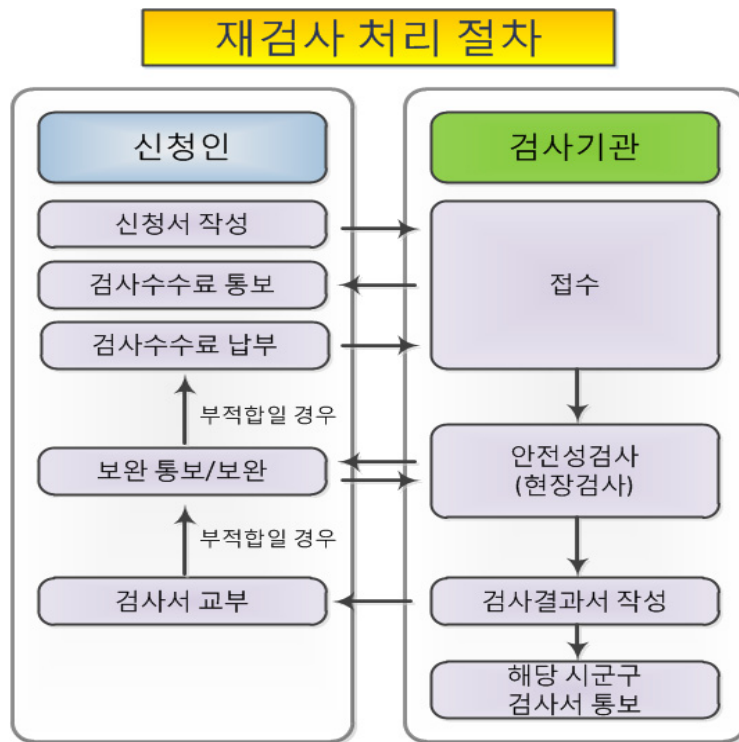 재검사 처리 절차
신청인
검사기관
신청서 작성
접수
검사수수료 통보
검사수수료 납부
부적합일 경우
보완 통보/보완
안전성검사
(현장검사)
부적합일 경우
검사서 교부
검사결과서 작성
해당 시군구
검사서 통보